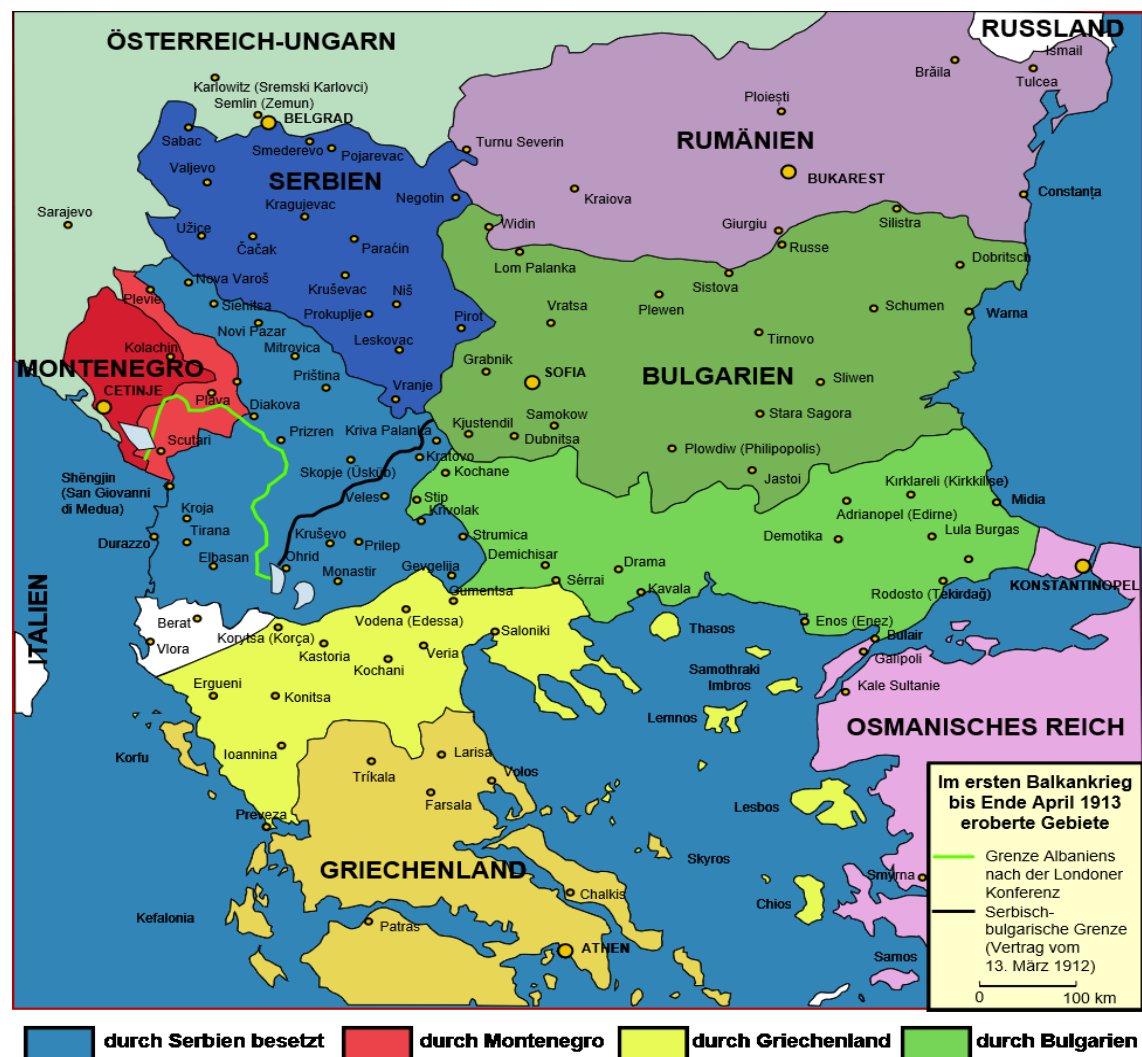 ÖSTERREICH-UNGARN
RUSSLAND
Ismail
Brăila
Tulcea
Karlowitz (Sremski Karlovci)
Semlin (Zemun)
BELGRAD
Ploiești
Sabac
Smederevo
Pojarevac
Turnu Severin
RUMÄNIEN
Valjevo
SERBIEN
BUKAREST
Negotin
Kraiova
Constanța
Kragujevac
Sarajevo
Užice
Čačak
Paraćin
Widin
Giurgiu
Silistra
Russe
Lom Palanka
Dobritsch
Nova Varoš
Plevie
Sienitsa
Kruševac
Niš
Sistova
Prokuplje
Vratsa
Plewen
Schumen
Warna
Novi Pazar
Pirot
Tirnovo
Kolachin
Mitrovica
Leskovac
Grabnik
MONTENEGRO
CETINJE
Priština
Vranje
SOFIA
BULGARIEN
Sliwen
Plava
Diakova
Samokow
Stara Sagora
Kriva Palanka
Kjustendil
Dubnitsa
Scutari
Prizren
Kratovo
Plowdiw (Philipopolis)
Skopje (Üsküb)
Kochane
Jastoi
Shëngjin
(San Giovanni
di Medua)
Kirklareli (Kirkkilise)
Veles
Stip
Midia
Kroja
Krivolak
Adrianopel (Edirne)
Tirana
Lula Burgas
Durazzo
Kruševo
Prilep
Strumica
Demotika
Elbasan
Ohrid
Demichisar
Drama
Monastir
Gevgelija
Sérrai
Kavala
KONSTANTINOPEL
Gumentsa
Rodosto (Tekirdağ)
ITALIEN
Berat
Vodena (Edessa)
Enos (Enez)
Korytsa (Korça)
Saloniki
Thasos
Bulair
Vlora
Kastoria
Veria
Galipoli
Kochani
Samothraki
Imbros
Ergueni
Konitsa
Kale Sultanie
Lemnos
OSMANISCHES REICH
Korfu
Ioannina
Larisa
Tríkala
Volos
Farsala
Lesbos
Preveza
Skyros
GRIECHENLAND
Smyrna
Chalkis
Chios
Kefalonia
Patras
ATHEN
Samos
Im ersten Balkankrieg
bis Ende April 1913
eroberte Gebiete
Grenze Albaniens
nach der Londoner
Konferenz
Serbisch-
bulgarische Grenze
(Vertrag vom
13. März 1912)
0 100 km
durch Serbien besetzt
durch Montenegro
durch Griechenland
durch Bulgarien